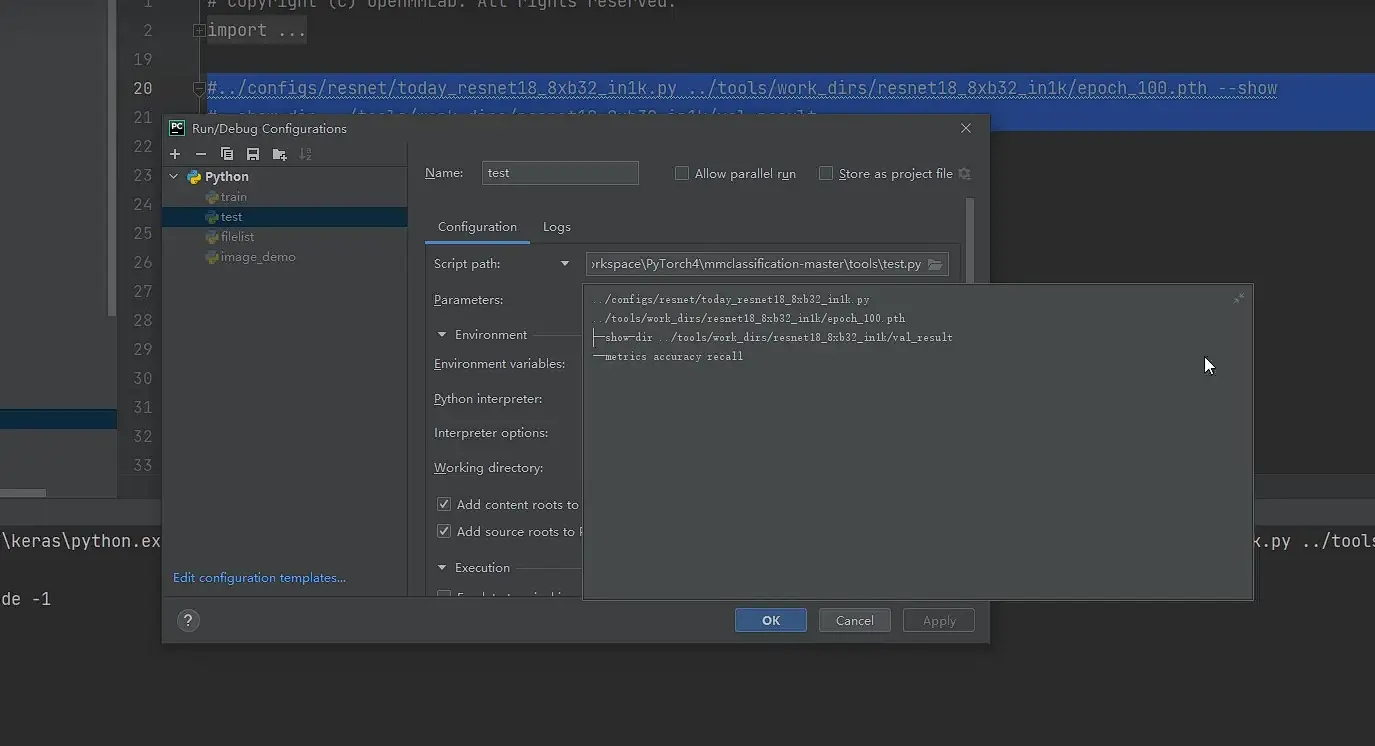 # Copyright (c) OpenMMLab. All rights reserved.
2
import ...
19
20
#../configs/resnet/today_resnet18_8xb32_in1k.py ../tools/work_dirs/resnet18_8xb32_in1k/epoch_100.pth --show
21
22
23
24
25
26
27
28
29
30
31
32
33
PC Run/Debug Configurations
Python
train
test
filelist
image_demo
Edit configuration templates...
Name: test
Allow parallel run
Store as project file
Configuration Logs
Script path: orkspace\PyTorch4\mmclassification-master\tools\test.py
Parameters:
../configs/resnet/today_resnet18_8xb32_in1k.py
../tools/work_dirs/resnet18_8xb32_in1k/epoch_100.pth
--show-dir ../tools/work_dirs/resnet18_8xb32_in1k/val_result
--metrics accuracy recall
Environment
Environment variables:
Python interpreter:
Interpreter options:
Working directory:
Add content roots to
Add source roots to
Execution
? OK Cancel Apply
\keras\python.ex
k.py ../tools
de -1